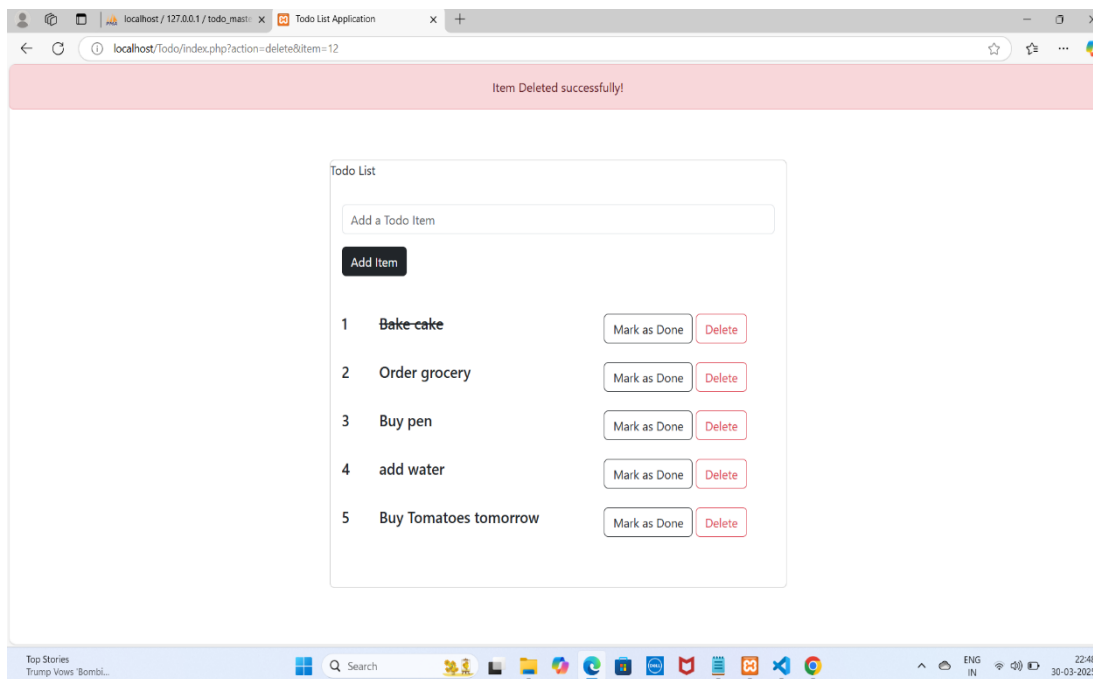 localhost / 127.0.0.1 / todo_maste
Todo List Application
localhost/Todo/index.php?action=delete&item=12
Item Deleted successfully!
Todo List
Add a Todo Item
Add Item
1 Bake cake Mark as Done Delete
2 Order grocery Mark as Done Delete
3 Buy pen Mark as Done Delete
4 add water Mark as Done Delete
5 Buy Tomatoes tomorrow Mark as Done Delete
Top Stories
Trump Vows 'Bombi...
Search
DELL
ENG
IN
22:48
30-03-2025